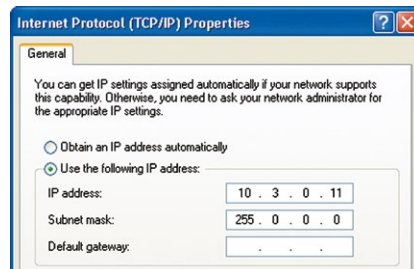 Internet Protocol (TCP/IP) Properties
General
You can get IP settings assigned automatically if your network supports
this capability. Otherwise, you need to ask your network administrator for
the appropriate IP settings.
Obtain an IP address automatically
Use the following IP address:
IP address: 10 . 3 . 0 . 11
Subnet mask: 255 . 0 . 0 . 0
Default gateway: . . .